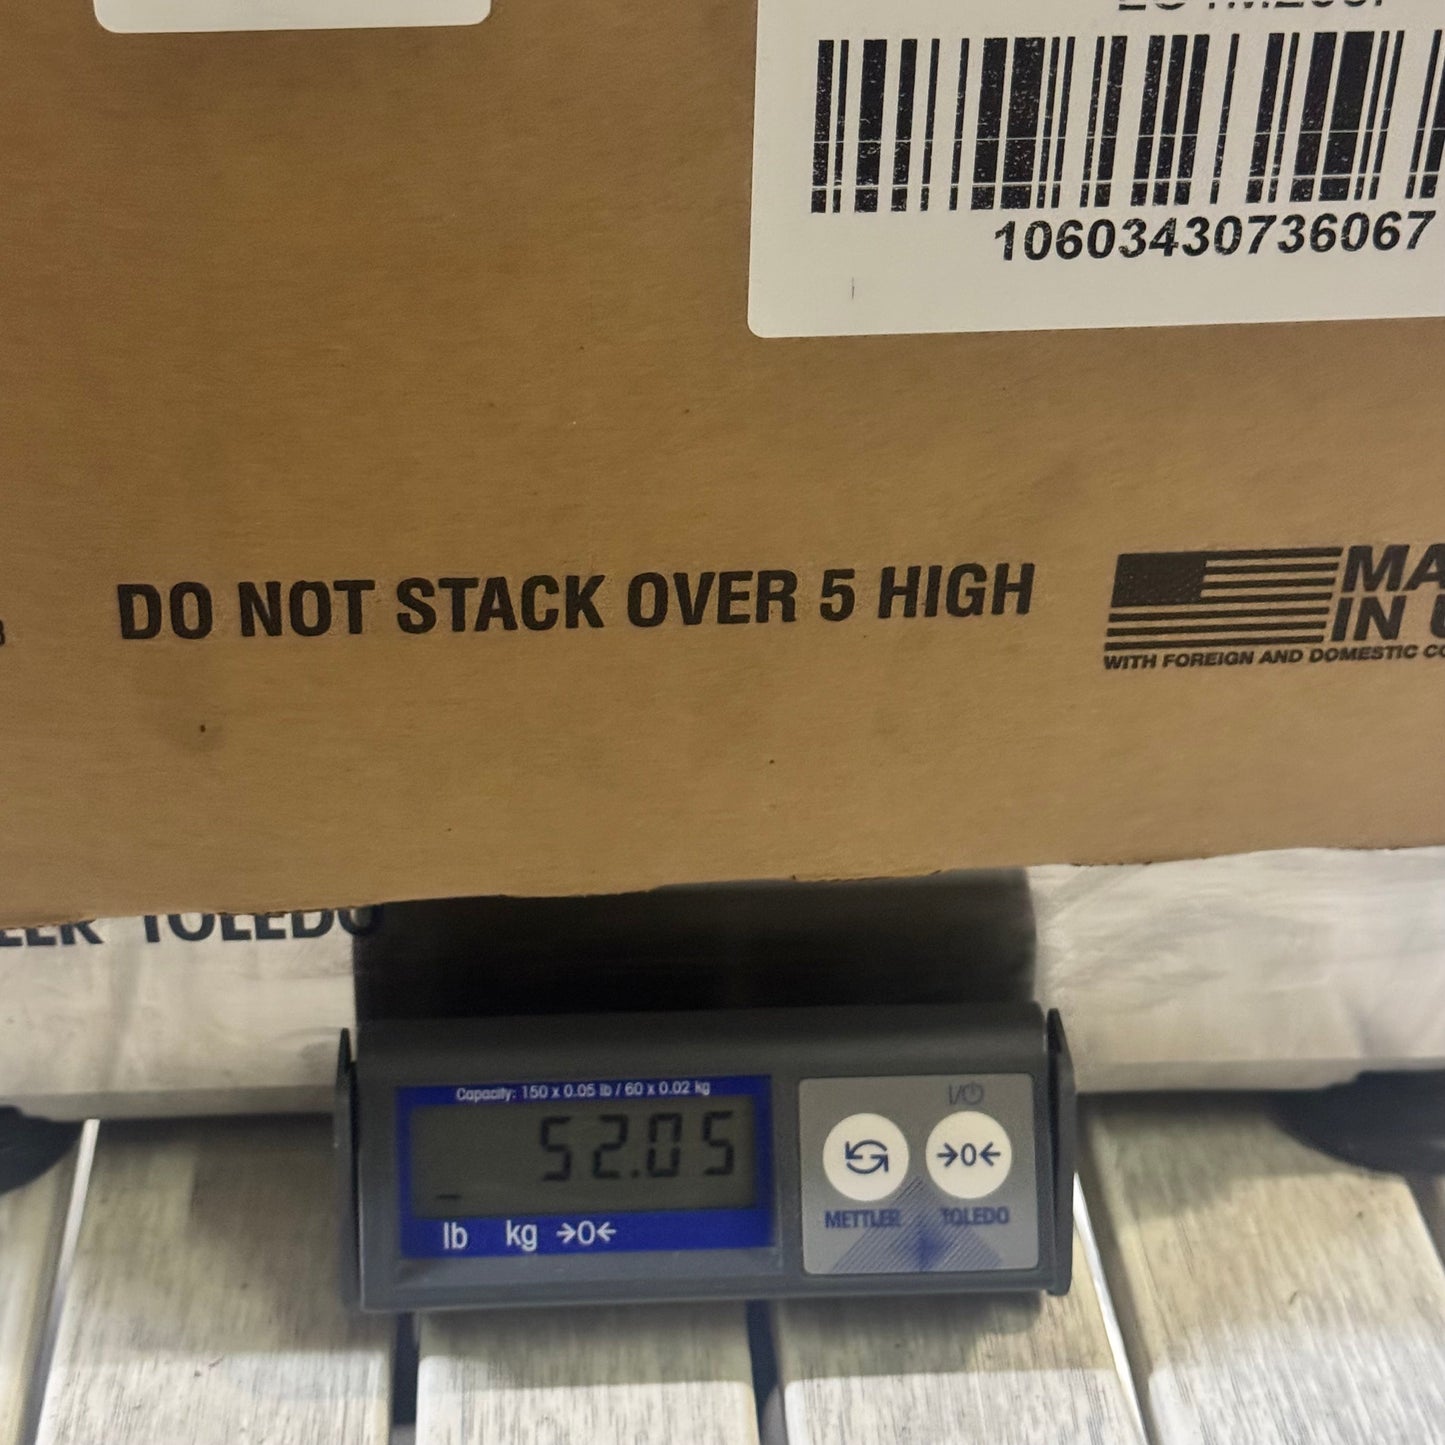 10603430736067
DO NOT STACK OVER 5 HIGH
WITH FOREIGN AND DOMESTIC
TOLEDO
Capacity: 150 x 0.05 lb / 60 x 0.02 kg
52.05
lb kg →0←
I/⏻
→0←
METTLER TOLEDO